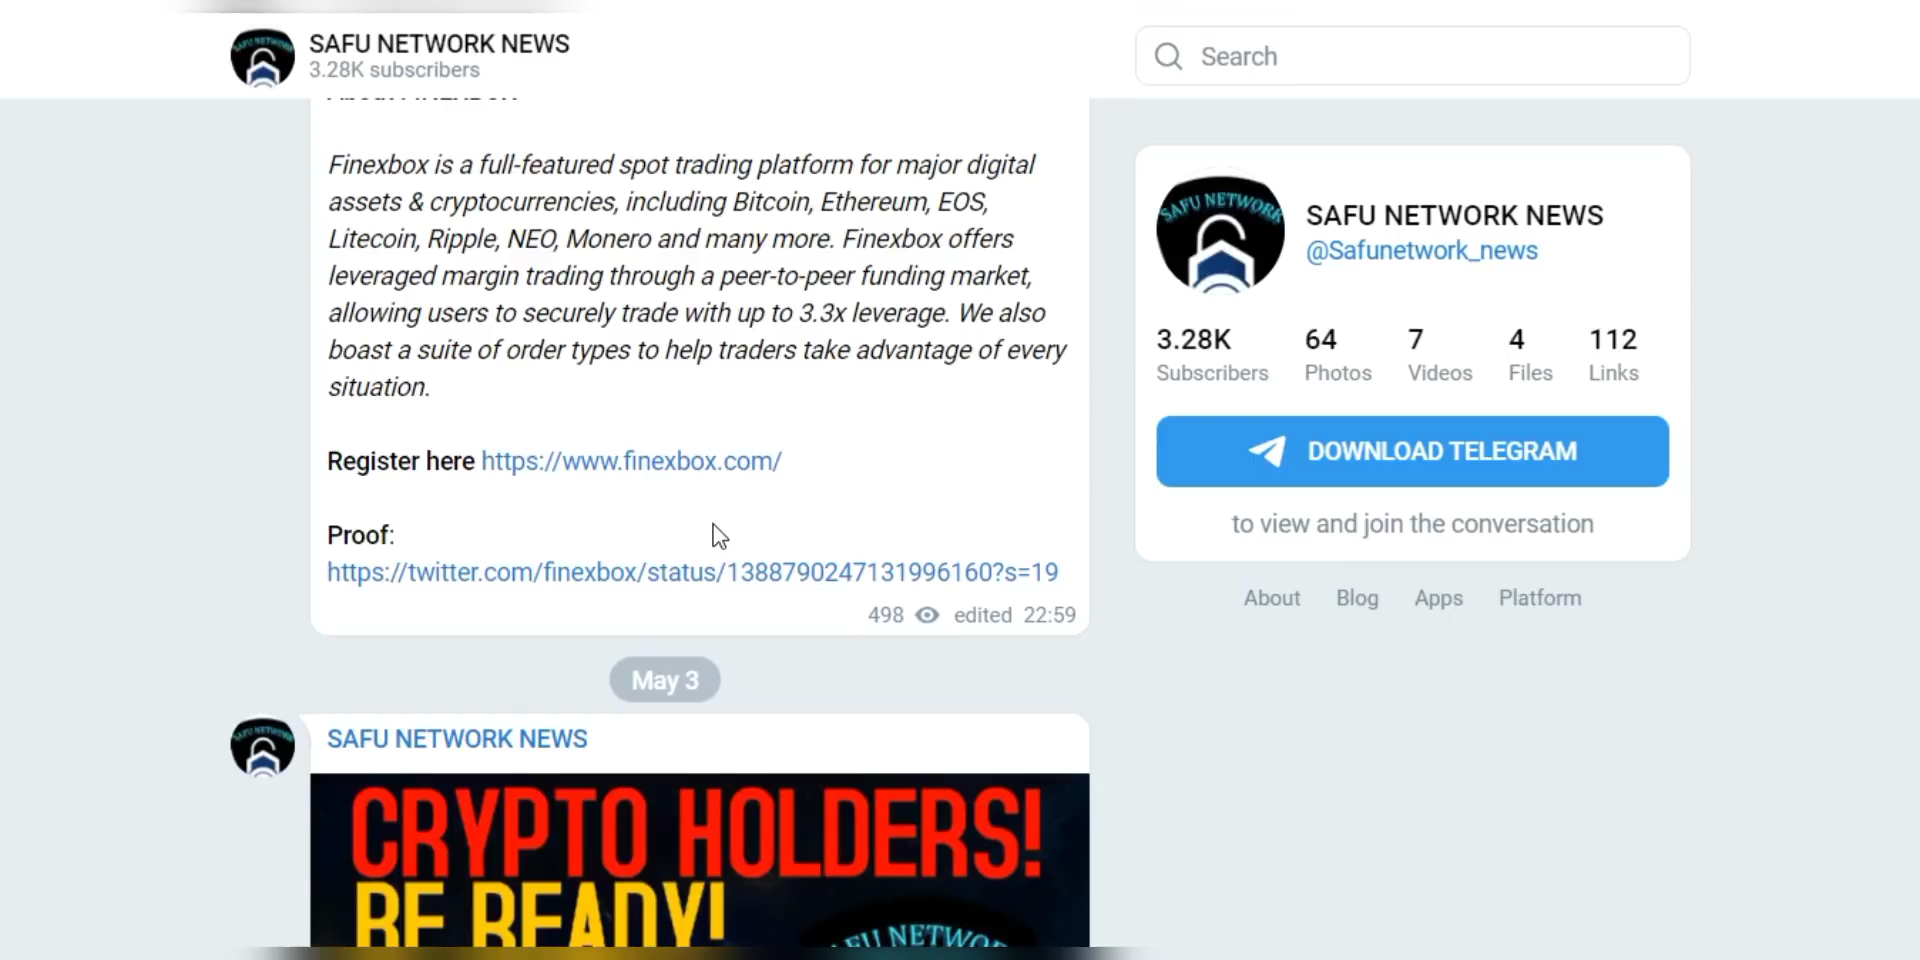 SAFU NETWORK NEWS
3.28K subscribers
Search
About FINEXBOX
Finexbox is a full-featured spot trading platform for major digital
assets & cryptocurrencies, including Bitcoin, Ethereum, EOS,
Litecoin, Ripple, NEO, Monero and many more. Finexbox offers
leveraged margin trading through a peer-to-peer funding market,
allowing users to securely trade with up to 3.3x leverage. We also
boast a suite of order types to help traders take advantage of every
situation.
Register here https://www.finexbox.com/
Proof:
https://twitter.com/finexbox/status/1388790247131996160?s=19
498 edited 22:59
May 3
SAFU NETWORK
SAFU NETWORK NEWS
CRYPTO HOLDERS!
BE READY!
SAFU NETWORK
SAFU NETWORK NEWS
@Safunetwork_news
3.28K 64 7 4 112
Subscribers Photos Videos Files Links
DOWNLOAD TELEGRAM
to view and join the conversation
About Blog Apps Platform